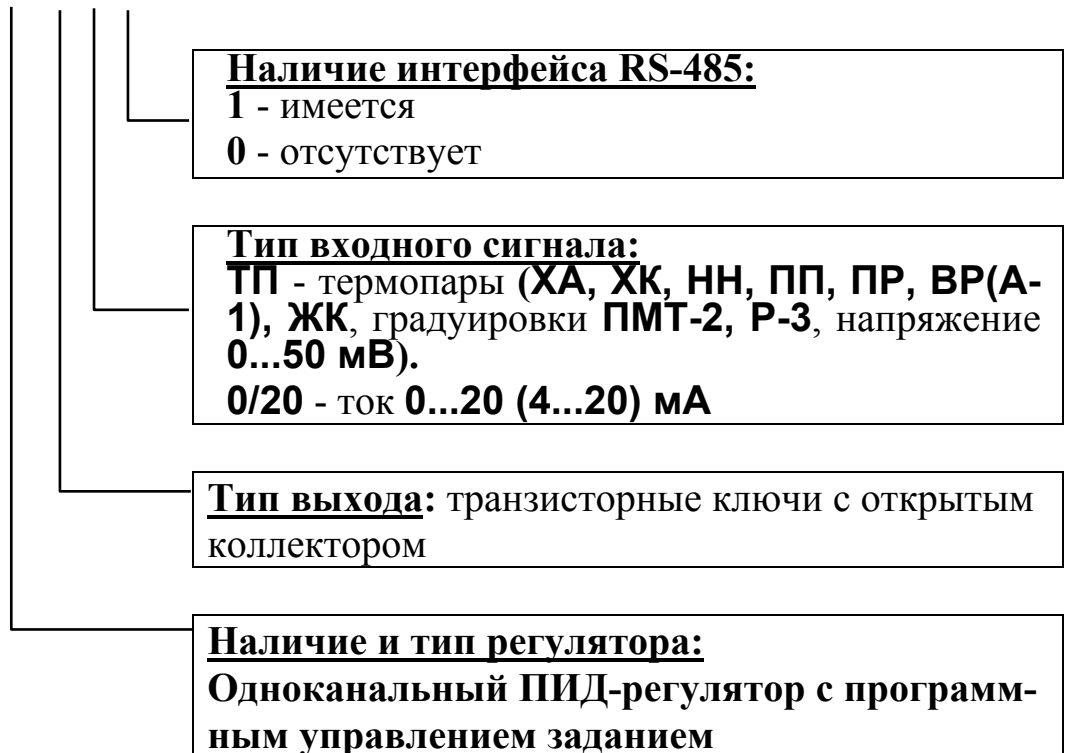 Наличие интерфейса RS-485:
1 - имеется
0 - отсутствует
Тип входного сигнала:
ТП - термопары (ХА, ХК, НН, ПП, ПР, ВР(А-
1), ЖК, градуировки ПМТ-2, Р-3, напряжение
0...50 мВ).
0/20 - ток 0...20 (4...20) мА
Тип выхода: транзисторные ключи с открытым
коллектором
Наличие и тип регулятора:
Одноканальный ПИД-регулятор с программ-
ным управлением заданием